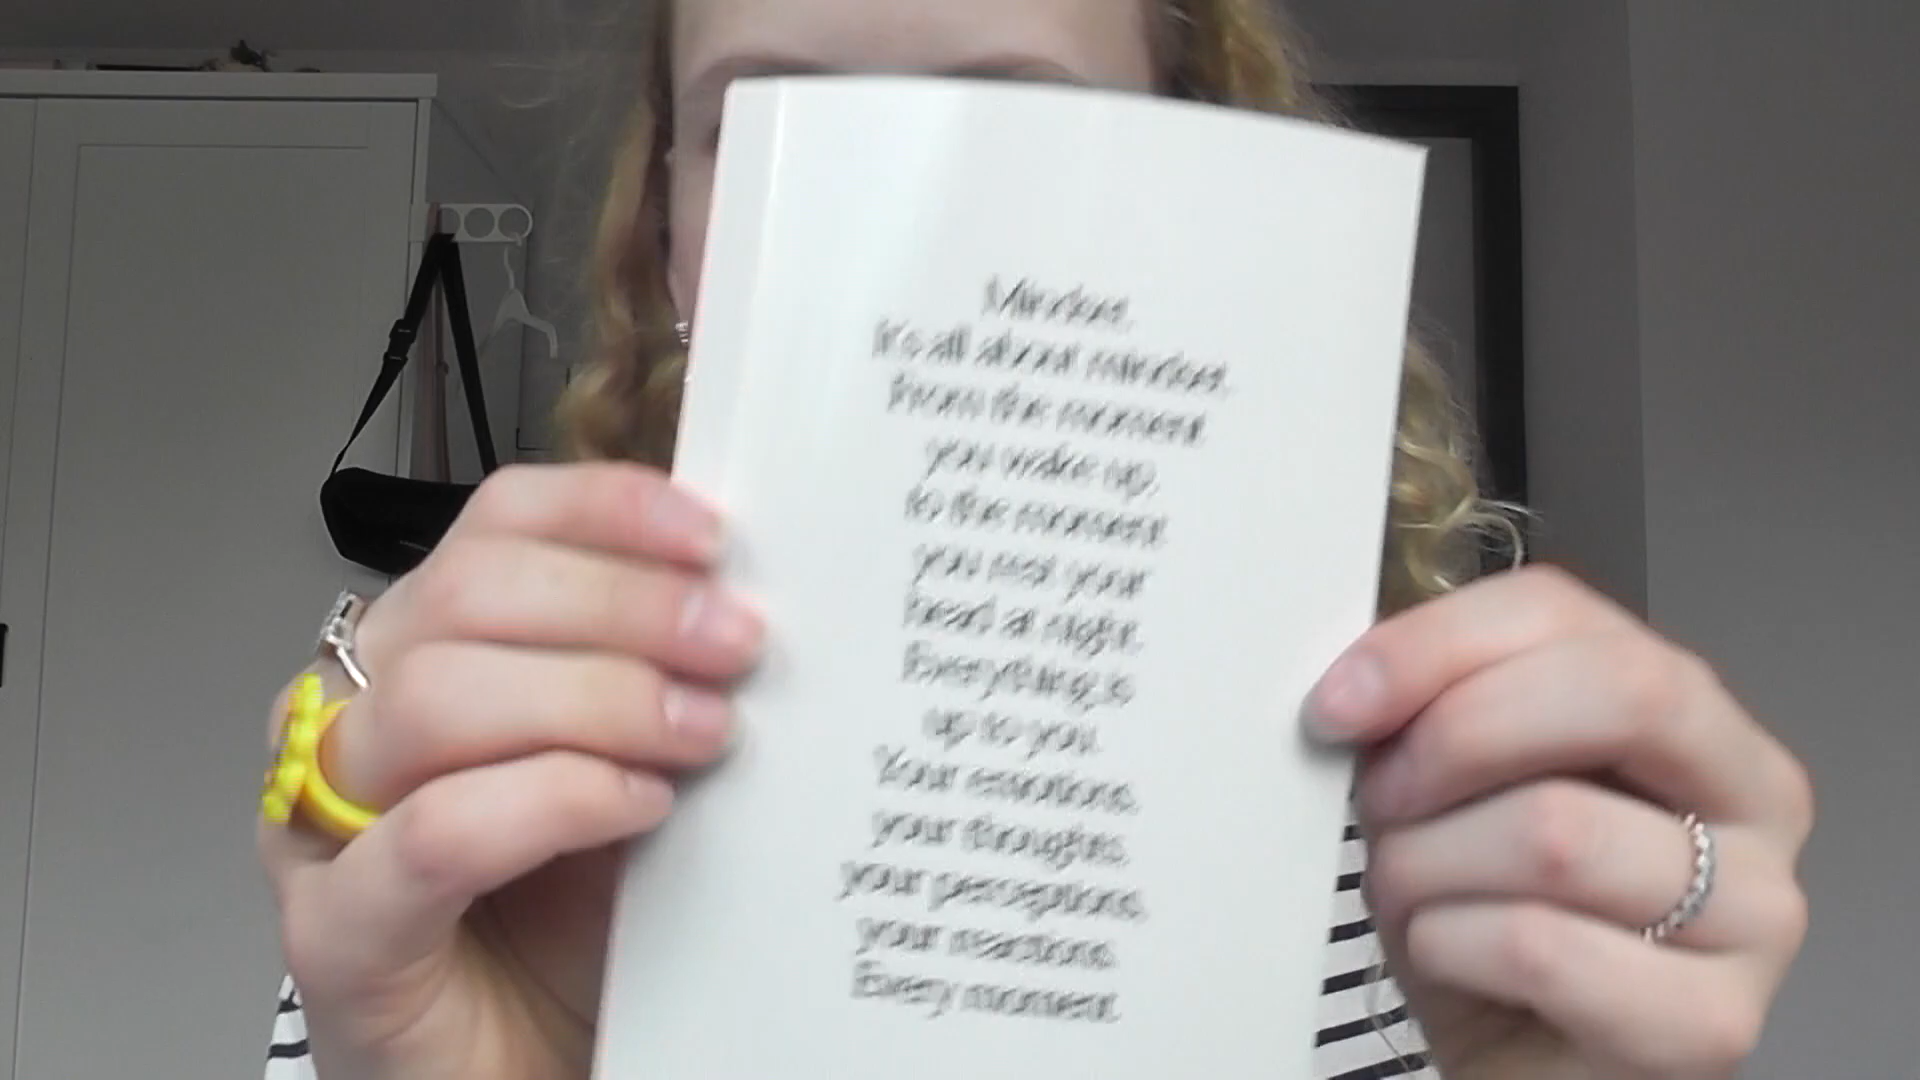 Mindset.
It's all about mindset.
From the moment
you wake up,
to the moment
you rest your
head at night.
Everything is
up to you.
Your emotions,
your thoughts,
your perceptions,
your reactions.
Every moment.